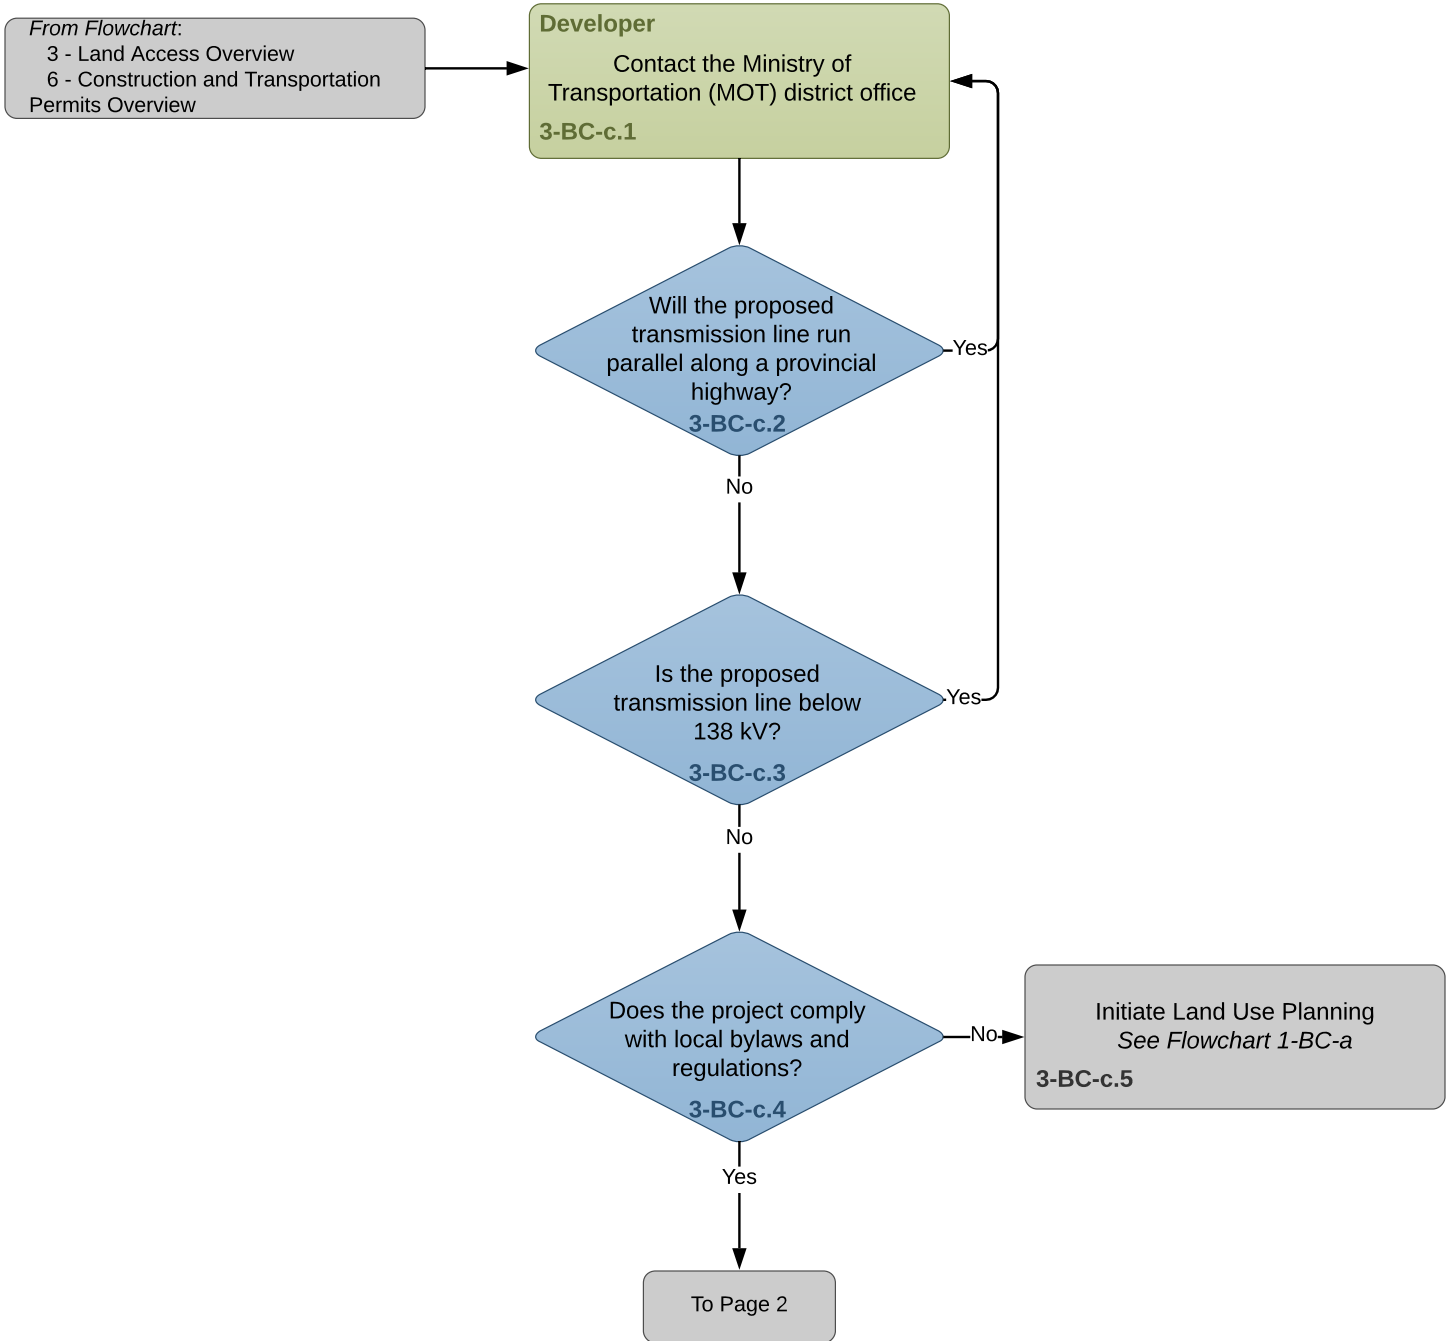 From Flowchart:
3 - Land Access Overview
6 - Construction and Transportation
Permits Overview
Developer
Contact the Ministry of
Transportation (MOT) district office
3-BC-c.1
Will the proposed
transmission line run
parallel along a provincial
highway?
3-BC-c.2
Yes
No
Is the proposed
transmission line below
138 kV?
3-BC-c.3
Yes
No
Does the project comply
with local bylaws and
regulations?
3-BC-c.4
No
Initiate Land Use Planning
See Flowchart 1-BC-a
3-BC-c.5
Yes
To Page 2